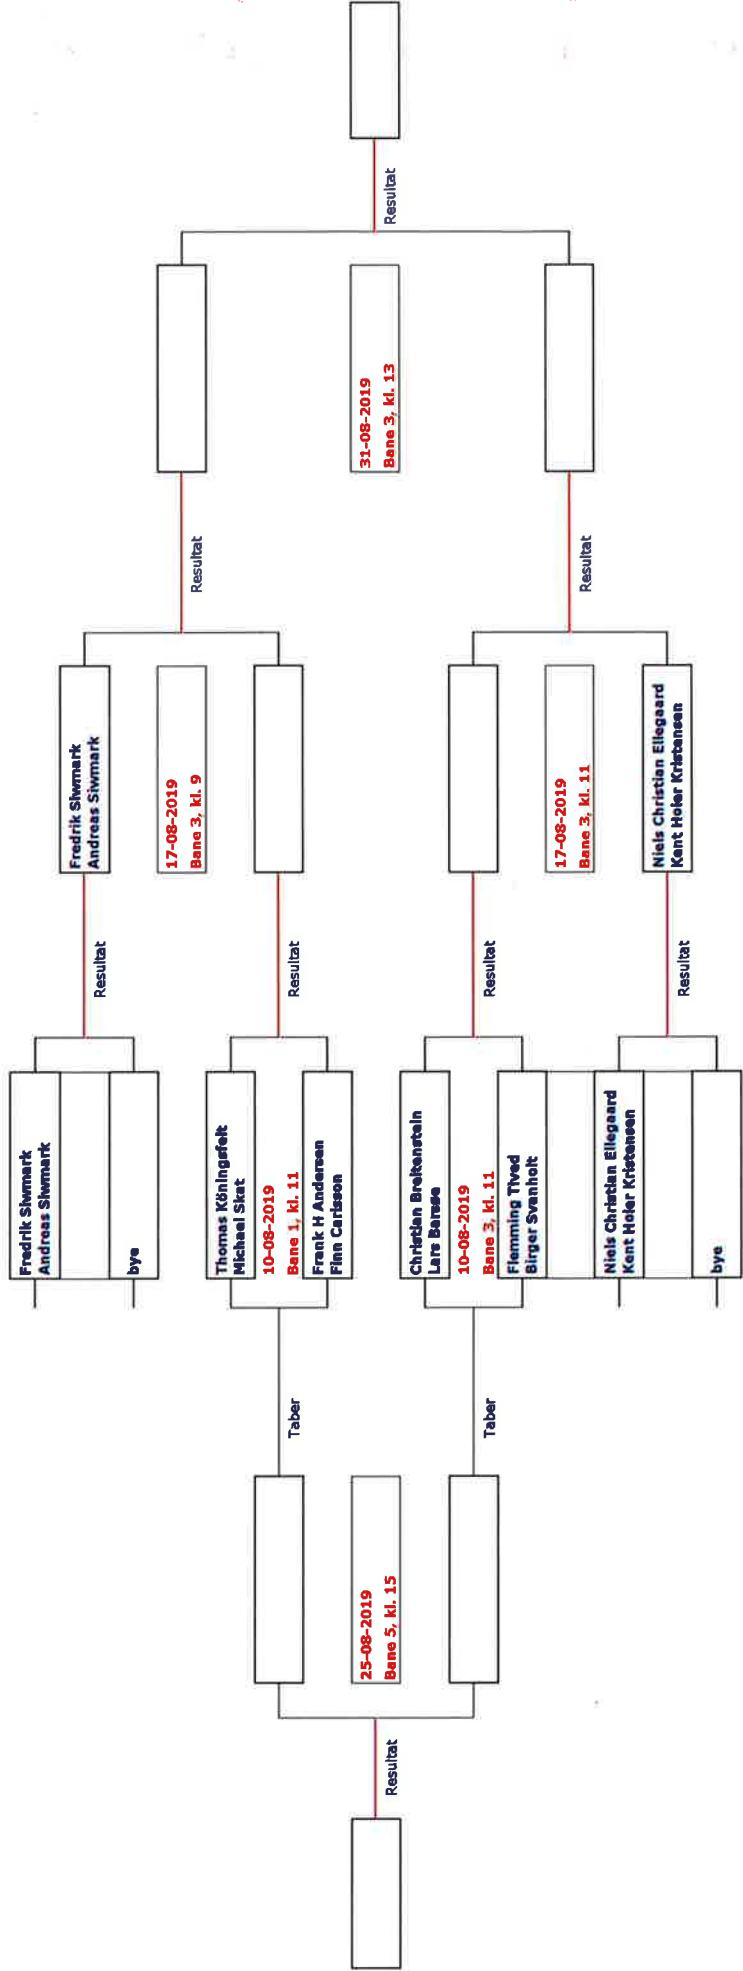 Resultat
25-08-2019
Bane 5, kl. 15
Taber
Taber
Fredrik Siwmark
Andreas Siwmark
bye
Thomas Köningsfelt
Michael Skat
10-08-2019
Bane 1, kl. 11
Frank H Andersen
Finn Carlsson
Christian Breitenstein
Lars Barsøe
10-08-2019
Bane 3, kl. 11
Flemming Tived
Birger Svanholt
Niels Christian Ellegaard
Kent Holer Kristensen
bye
Resultat
Resultat
Resultat
Resultat
Fredrik Siwmark
Andreas Siwmark
17-08-2019
Bane 3, kl. 9
17-08-2019
Bane 3, kl. 11
Niels Christian Ellegaard
Kent Holer Kristensen
Resultat
Resultat
31-08-2019
Bane 3, kl. 13
Resultat